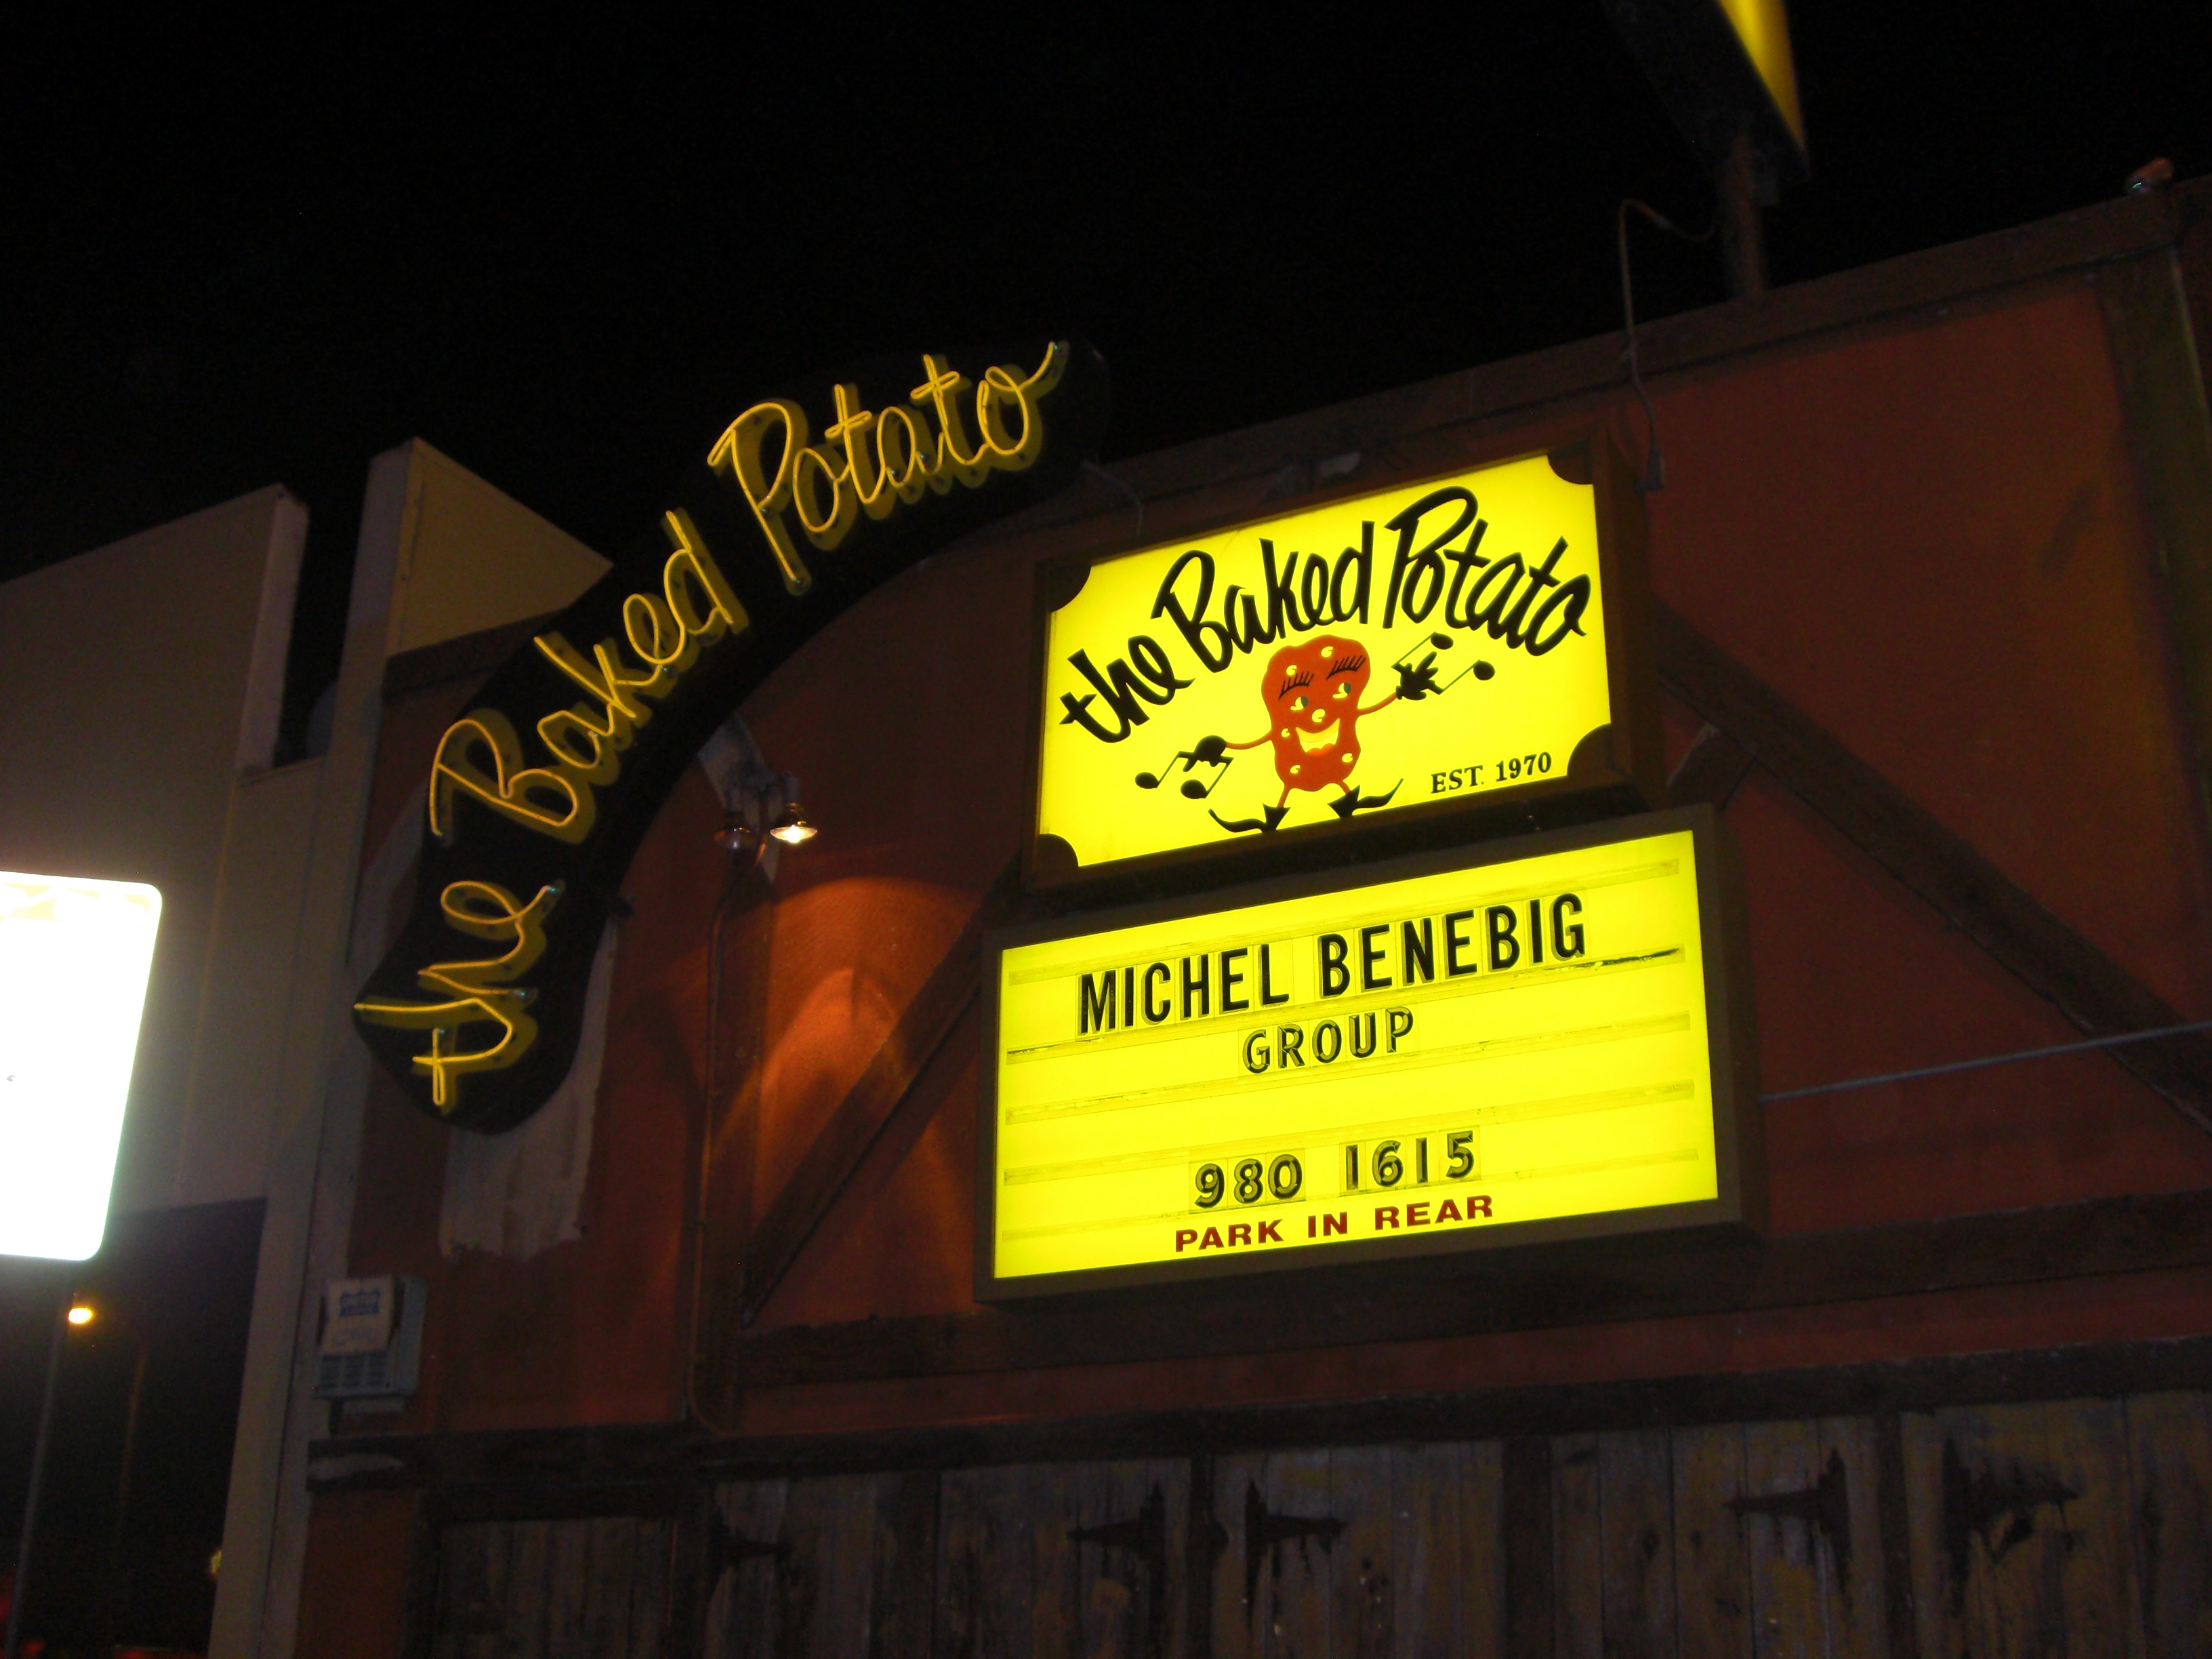 the Baked Potato
the Baked Potato
EST. 1970
MICHEL BENEBIG
GROUP
980 1615
PARK IN REAR